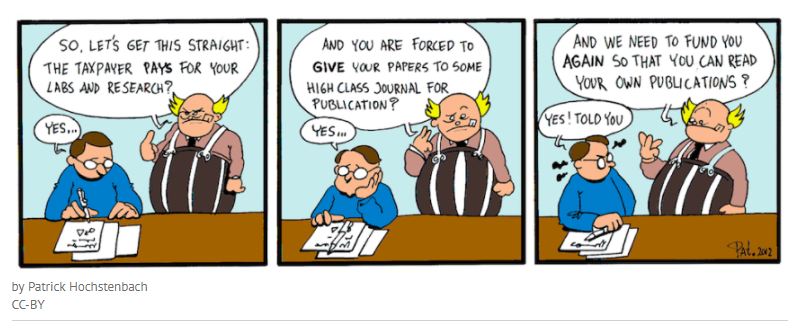 SO, LET'S GET THIS STRAIGHT:
THE TAXPAYER PAYS FOR YOUR
LABS AND RESEARCH?
YES...
AND YOU ARE FORCED TO
GIVE YOUR PAPERS TO SOME
HIGH CLASS JOURNAL FOR
PUBLICATION?
YES...
AND WE NEED TO FUND YOU
AGAIN SO THAT YOU CAN READ
YOUR OWN PUBLICATIONS?
YES! TOLD YOU
PAt. 2012
by Patrick Hochstenbach
CC-BY